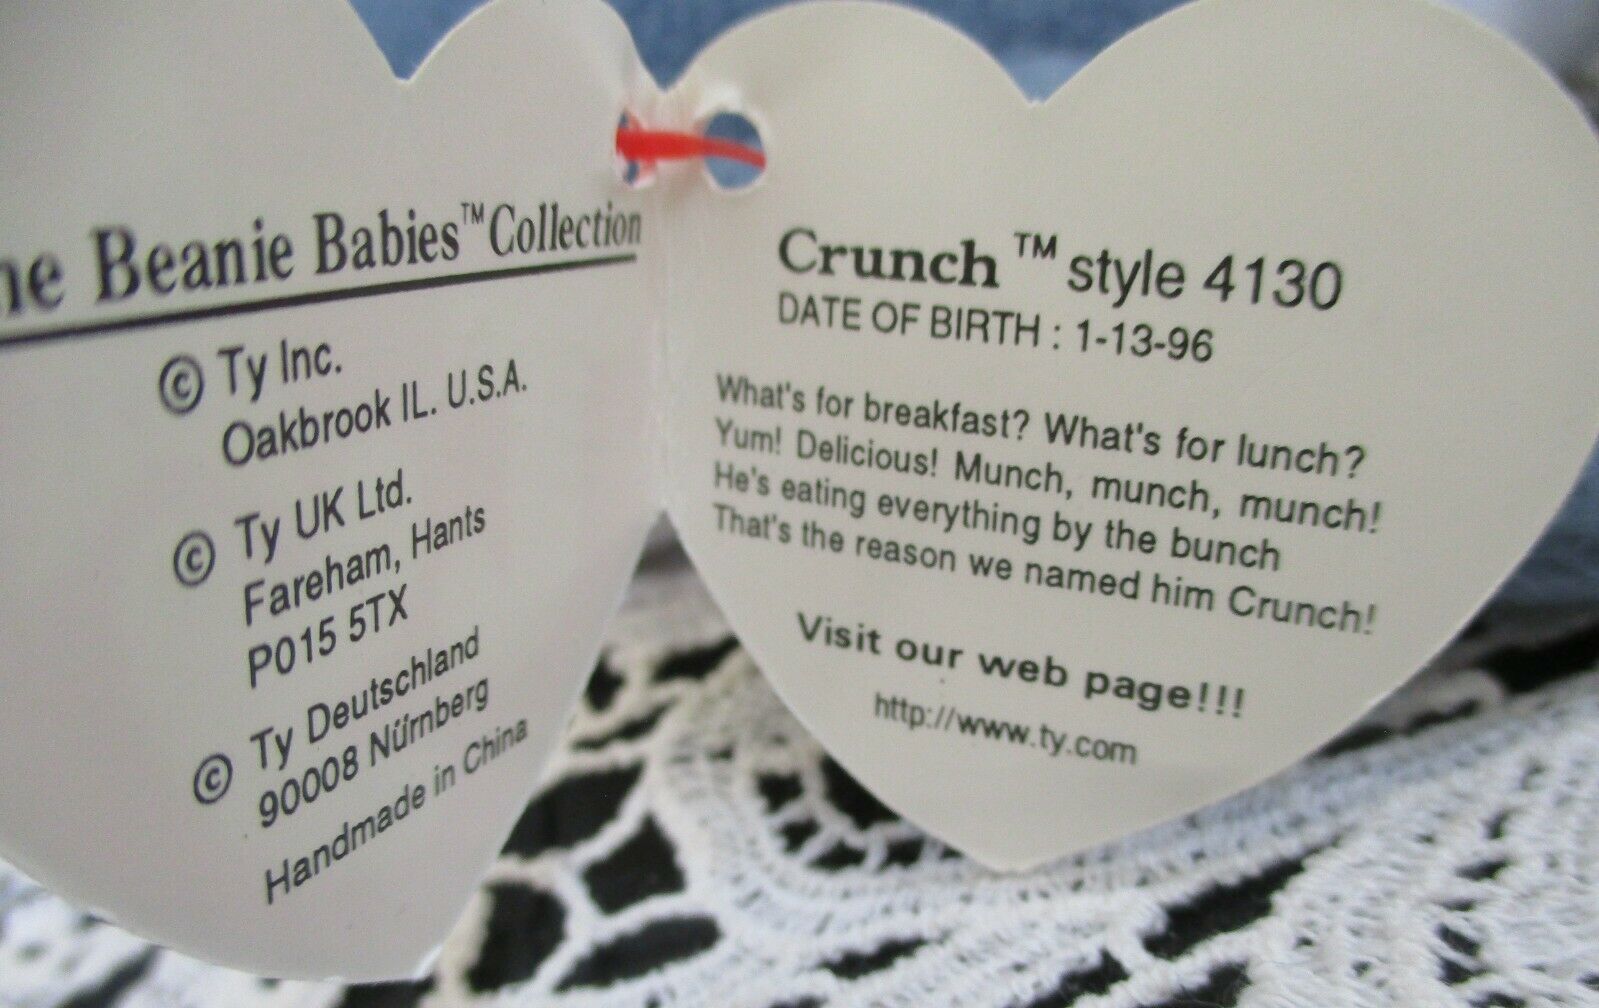 Beanie Babies™ Collection
© Ty Inc.
Oakbrook IL. U.S.A.
© Ty UK Ltd.
Fareham, Hants
P015 5TX
© Ty Deutschland
90008 Nürnberg
Handmade in China
Crunch™ style 4130
DATE OF BIRTH : 1-13-96
What's for breakfast? What's for lunch?
Yum! Delicious! Munch, munch, munch!
He's eating everything by the bunch
That's the reason we named him Crunch!
Visit our web page!!!
http://www.ty.com